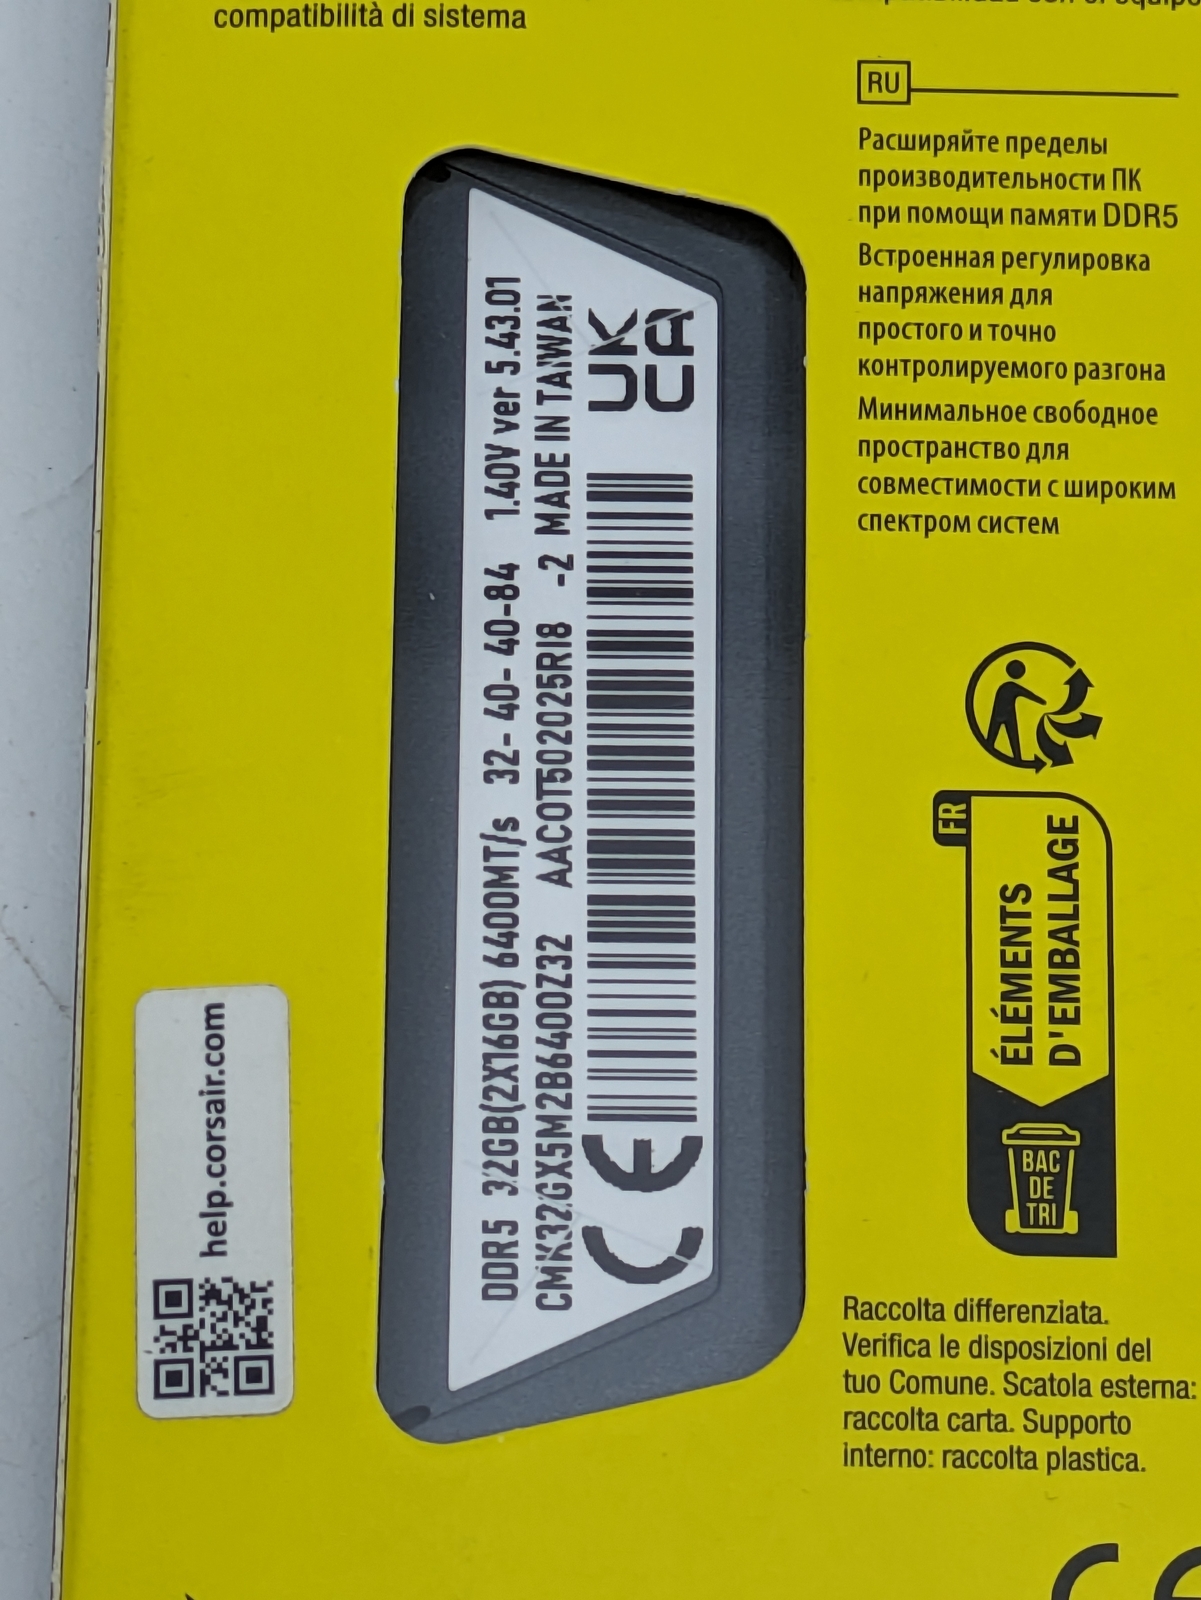 compatibilità di sistema
RU
Расширяйте пределы
производительности ПК
при помощи памяти DDR5
Встроенная регулировка
напряжения для
простого и точно
контролируемого разгона
Минимальное свободное
пространство для
совместимости с широким
спектром систем
DDR5 32GB(2X16GB) 6400MT/s 32-40-40-84 1.40V ver 5.43.01
CMK32GX5M2B6400Z32 AACOT502025RI8 -2 MADE IN TAIWAN
CE
UK
CA
help.corsair.com
FR
ÉLÉMENTS
D'EMBALLAGE
BAC
DE
TRI
Raccolta differenziata.
Verifica le disposizioni del
tuo Comune. Scatola esterna:
raccolta carta. Supporto
interno: raccolta plastica.
CE